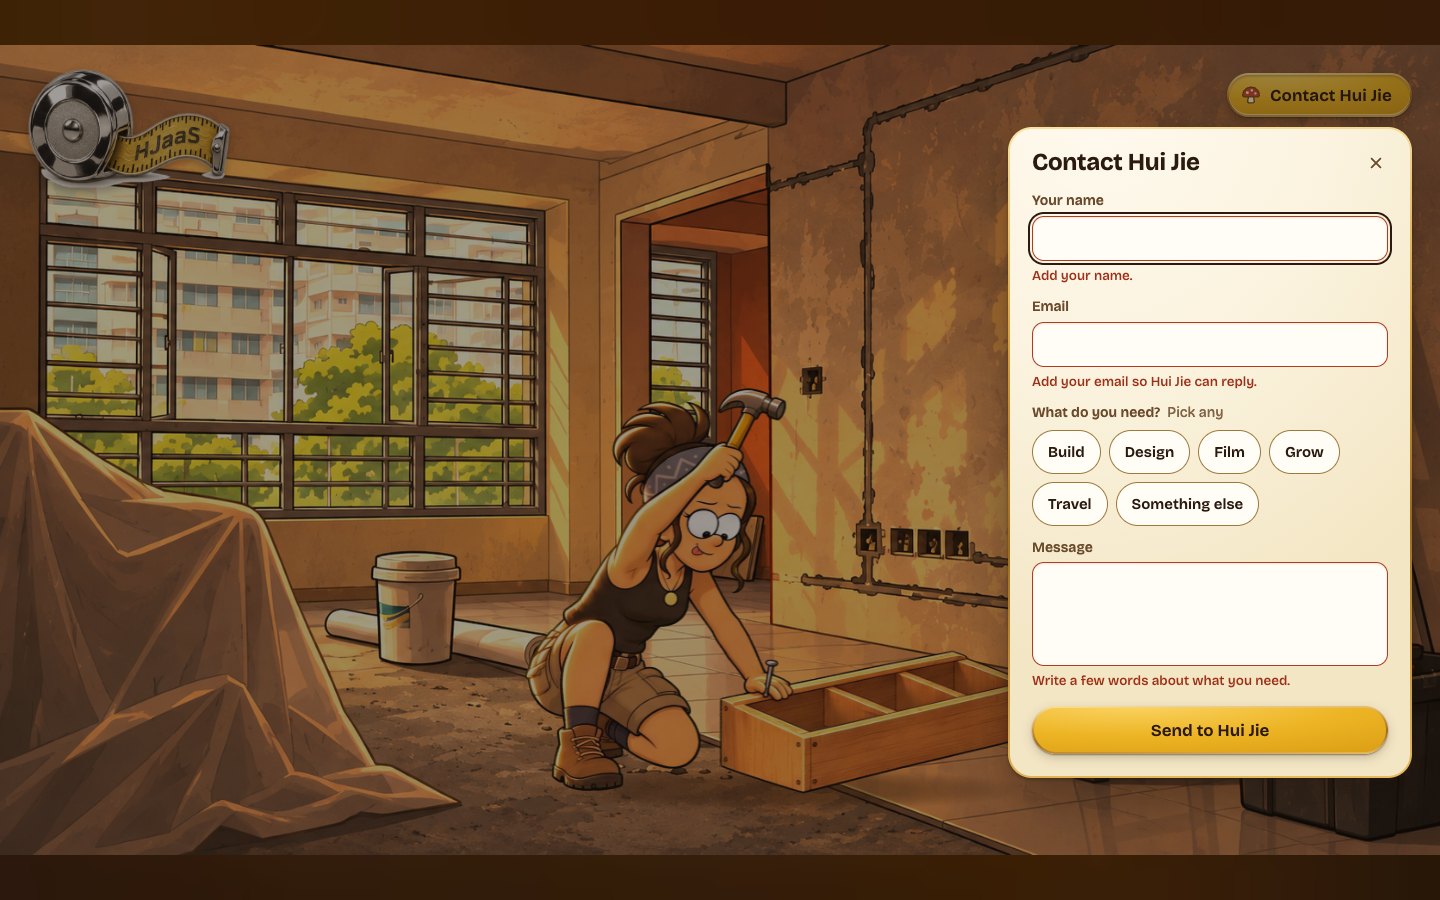 HJaaS
Contact Hui Jie
Contact Hui Jie
Your name
Add your name.
Email
Add your email so Hui Jie can reply.
What do you need? Pick any
Build Design Film Grow
Travel Something else
Message
Write a few words about what you need.
Send to Hui Jie